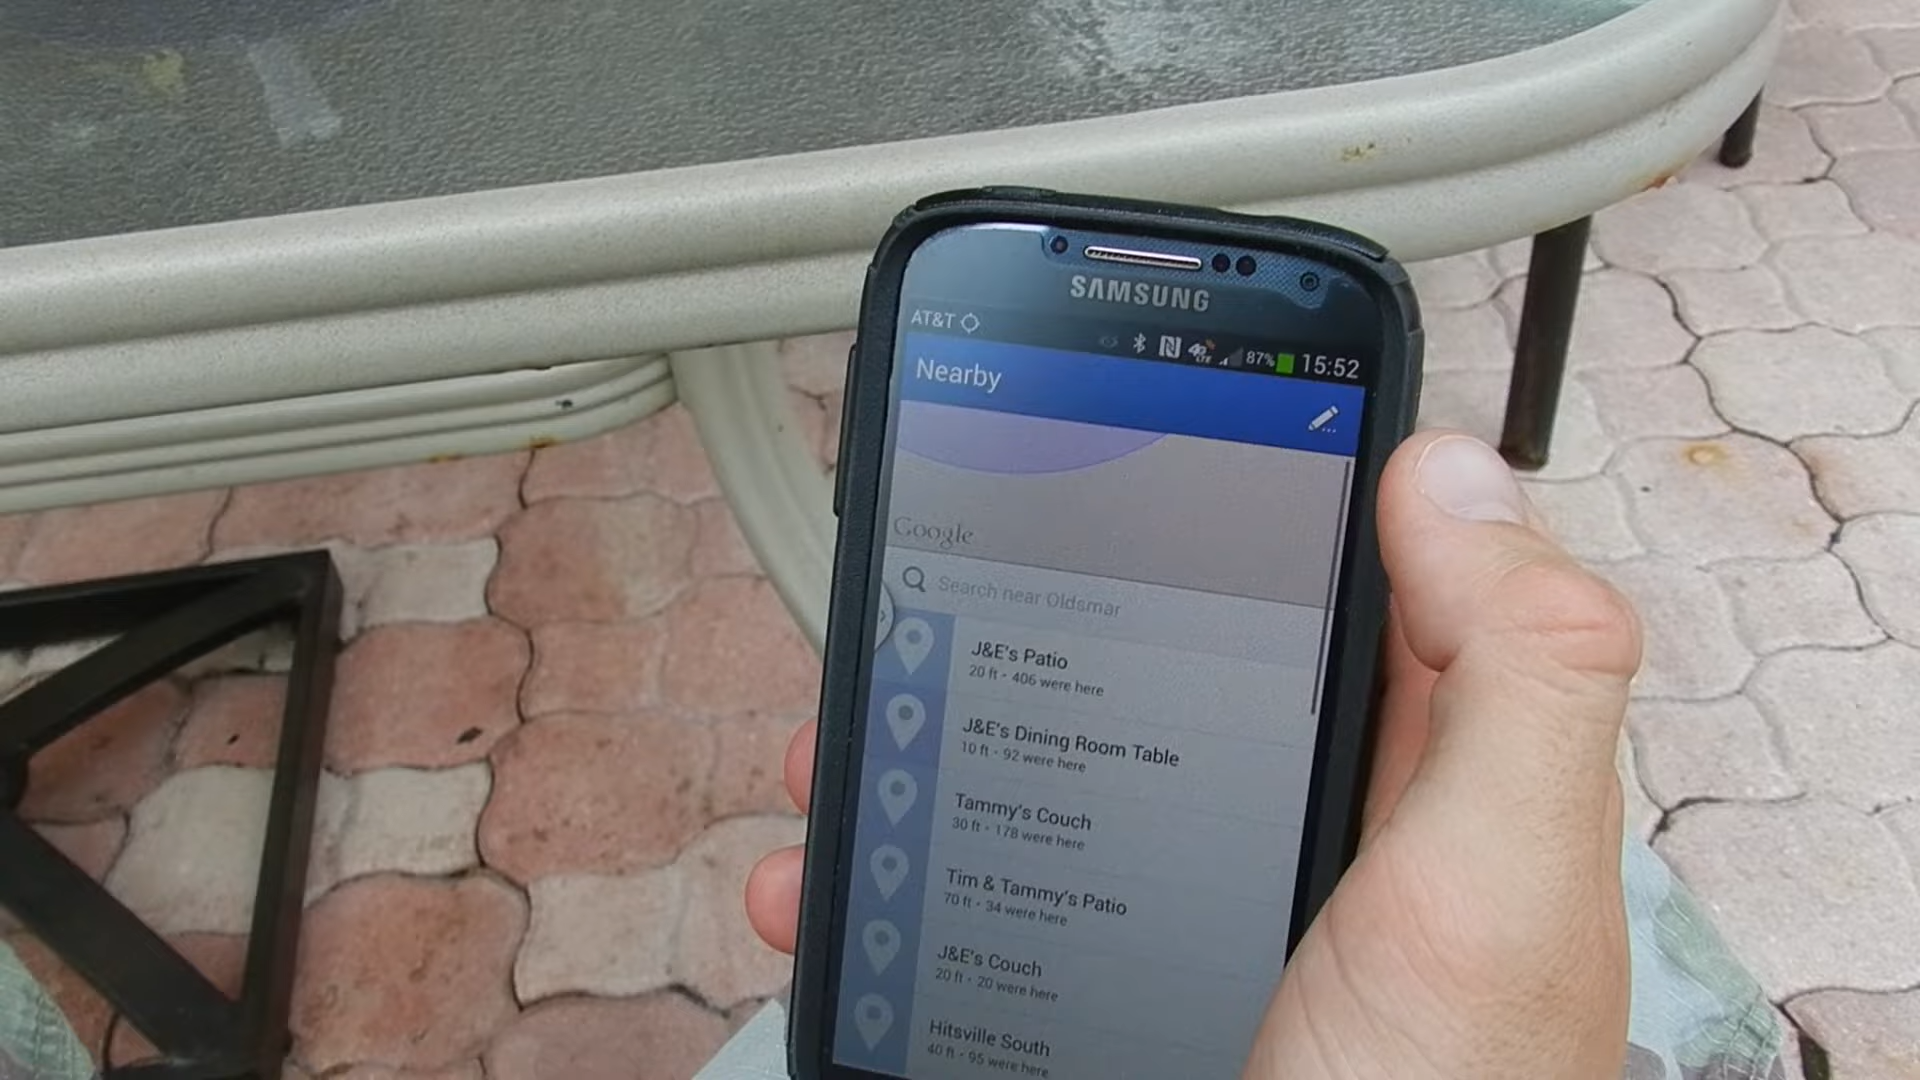 SAMSUNG
AT&T
4G LTE 87% 15:52
Nearby
Google
Search near Oldsmar
J&E's Patio
20 ft • 406 were here
J&E's Dining Room Table
10 ft • 92 were here
Tammy's Couch
30 ft • 178 were here
Tim & Tammy's Patio
70 ft • 34 were here
J&E's Couch
20 ft • 20 were here
Hitsville South
40 ft • 95 were here